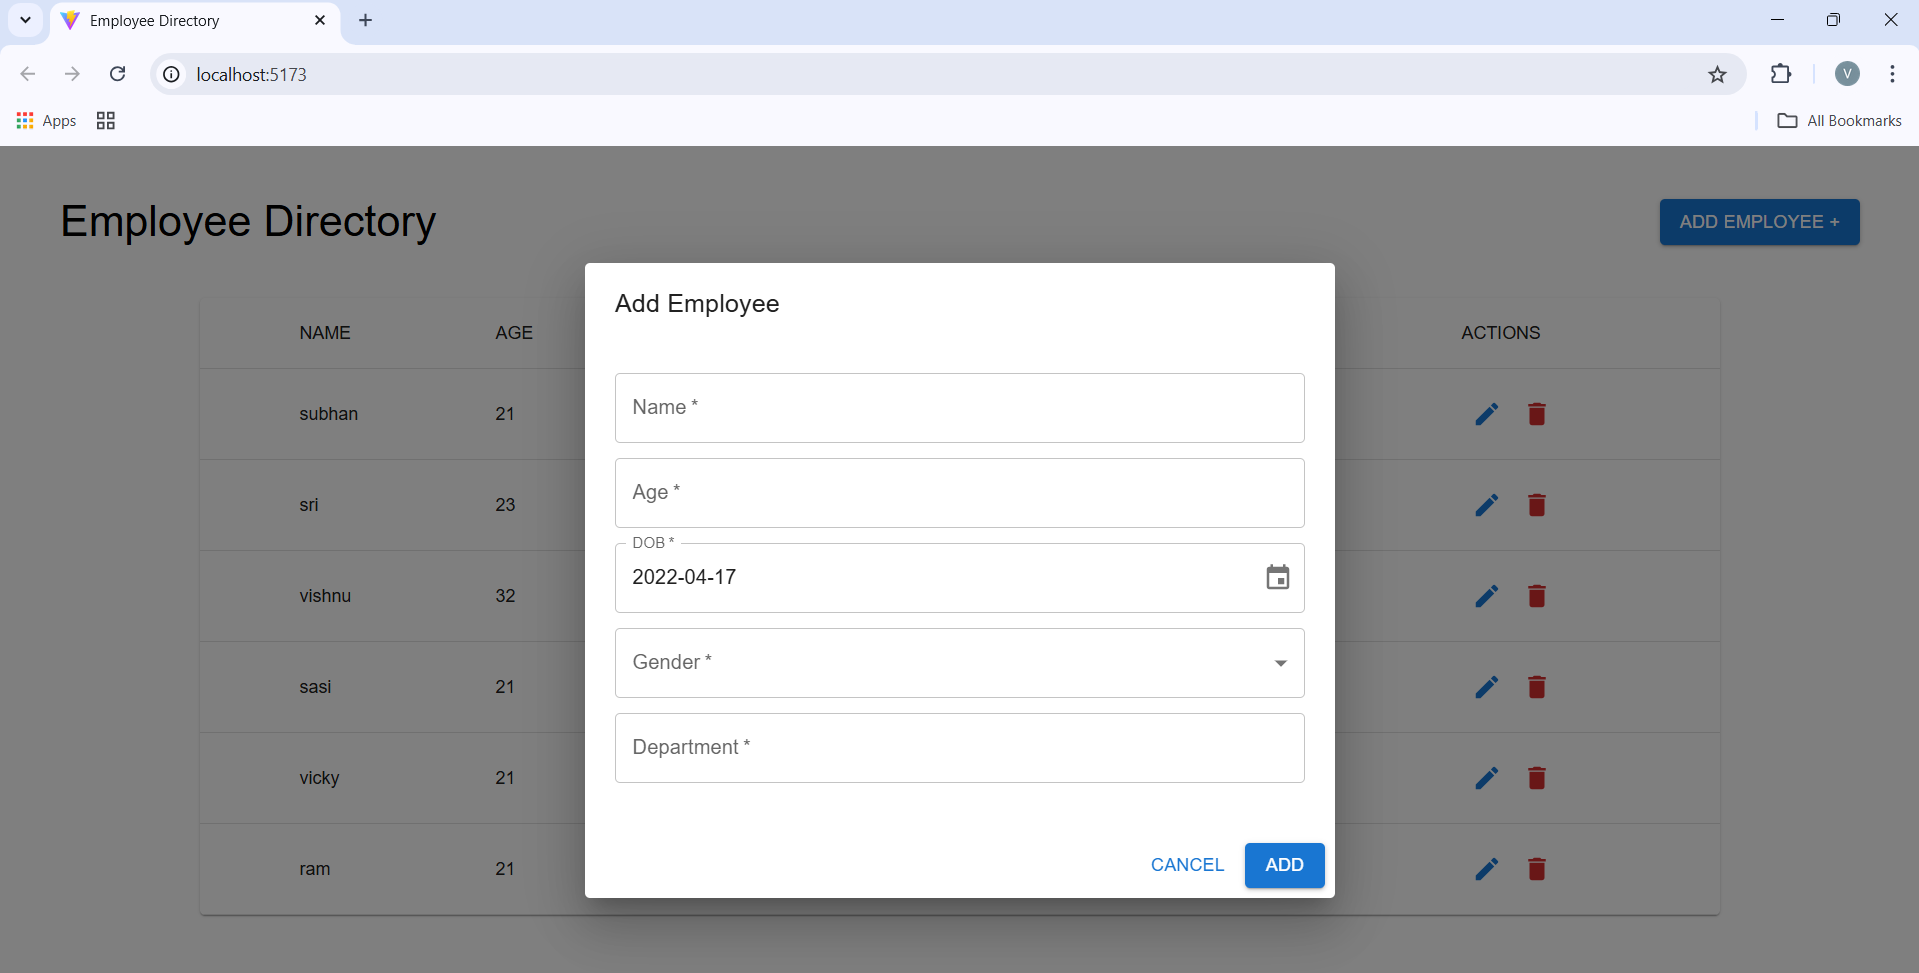 Employee Directory
localhost:5173
V
Apps
All Bookmarks
Employee Directory
ADD EMPLOYEE +
NAME AGE ACTIONS
subhan 21
sri 23
vishnu 32
sasi 21
vicky 21
ram 21
Add Employee
Name *
Age *
DOB *
2022-04-17
Gender *
Department *
CANCEL ADD